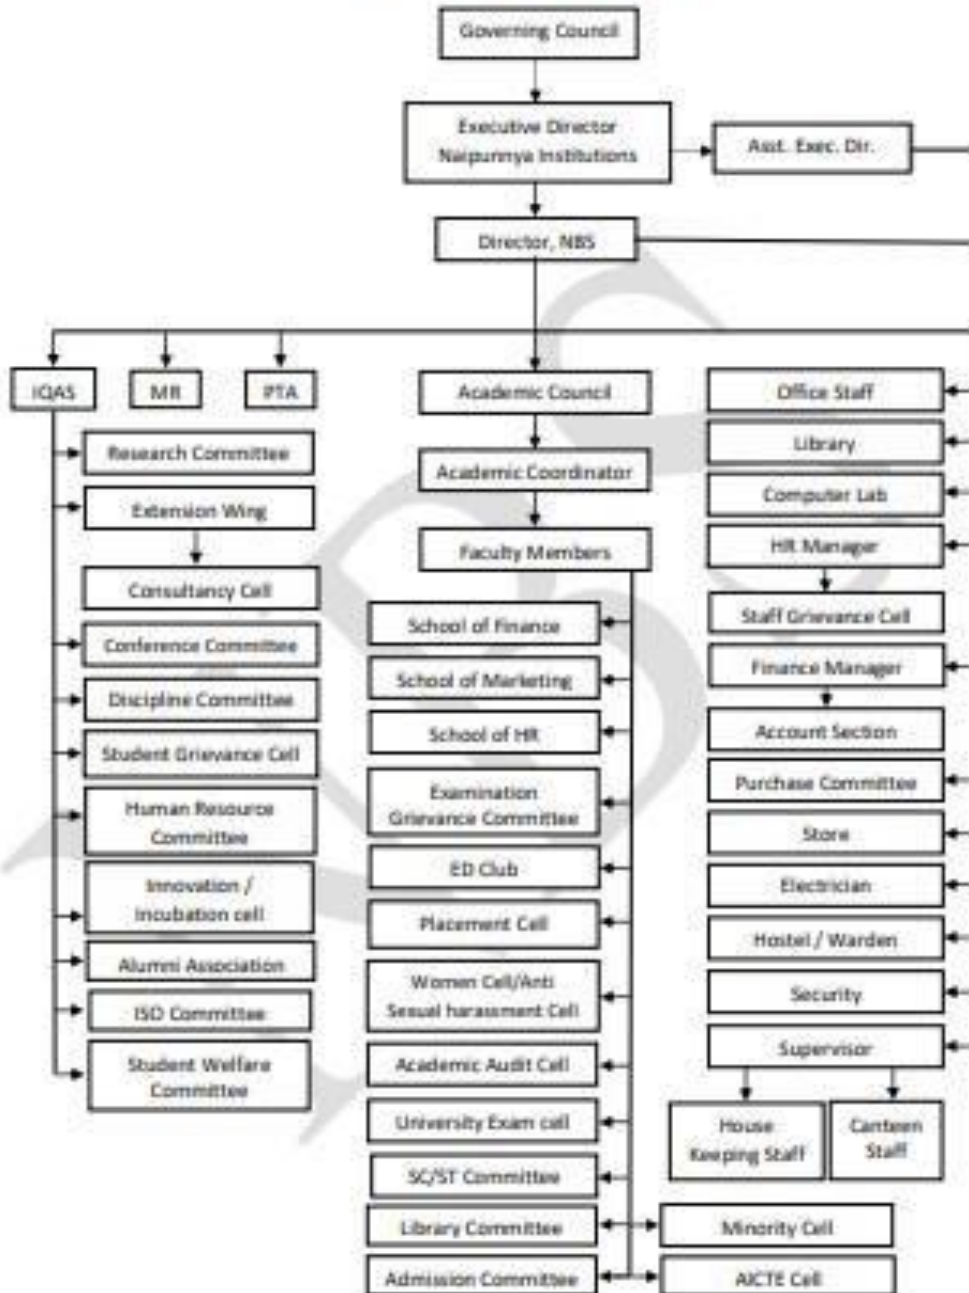 Governing Council
Executive Director
Naipunnya Institutions
Asst. Exec. Dir.
Director, NBS
IQAS
MR
PTA
Research Committee
Extension Wing
Consultancy Cell
Conference Committee
Discipline Committee
Student Grievance Cell
Human Resource
Committee
Innovation /
Incubation cell
Alumni Association
ISO Committee
Student Welfare
Committee
Academic Council
Academic Coordinator
Faculty Members
School of Finance
School of Marketing
School of HR
Examination
Grievance Committee
ED Club
Placement Cell
Women Cell/Anti
Sexual harassment Cell
Academic Audit Cell
University Exam cell
SC/ST Committee
Library Committee
Admission Committee
Minority Cell
AICTE Cell
Office Staff
Library
Computer Lab
HR Manager
Staff Grievance Cell
Finance Manager
Account Section
Purchase Committee
Store
Electrician
Hostel / Warden
Security
Supervisor
House
Keeping Staff
Canteen
Staff